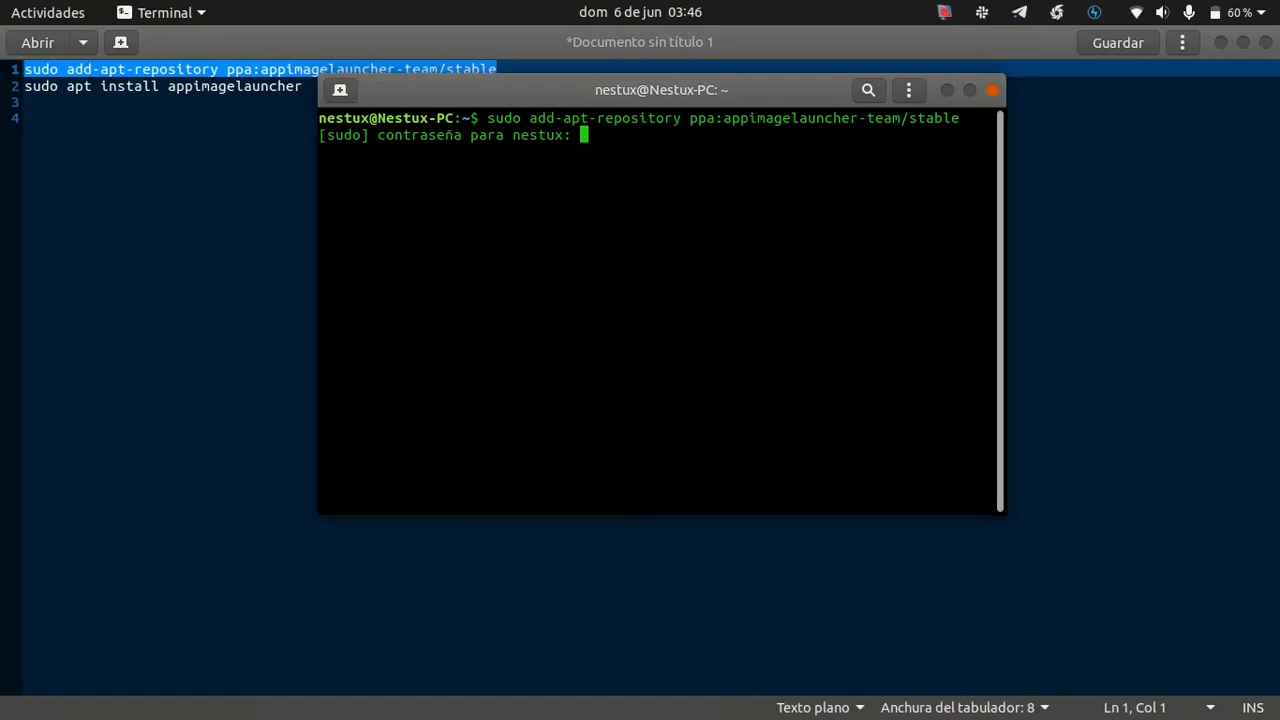 Actividades Terminal dom 6 de jun 03:46 60 %
Abrir *Documento sin título 1 Guardar
1 sudo add-apt-repository ppa:appimagelauncher-team/stable
2 sudo apt install appimagelauncher
3
4
nestux@Nestux-PC: ~
nestux@Nestux-PC:~$ sudo add-apt-repository ppa:appimagelauncher-team/stable
[sudo] contraseña para nestux:
Texto plano Anchura del tabulador: 8 Ln 1, Col 1 INS